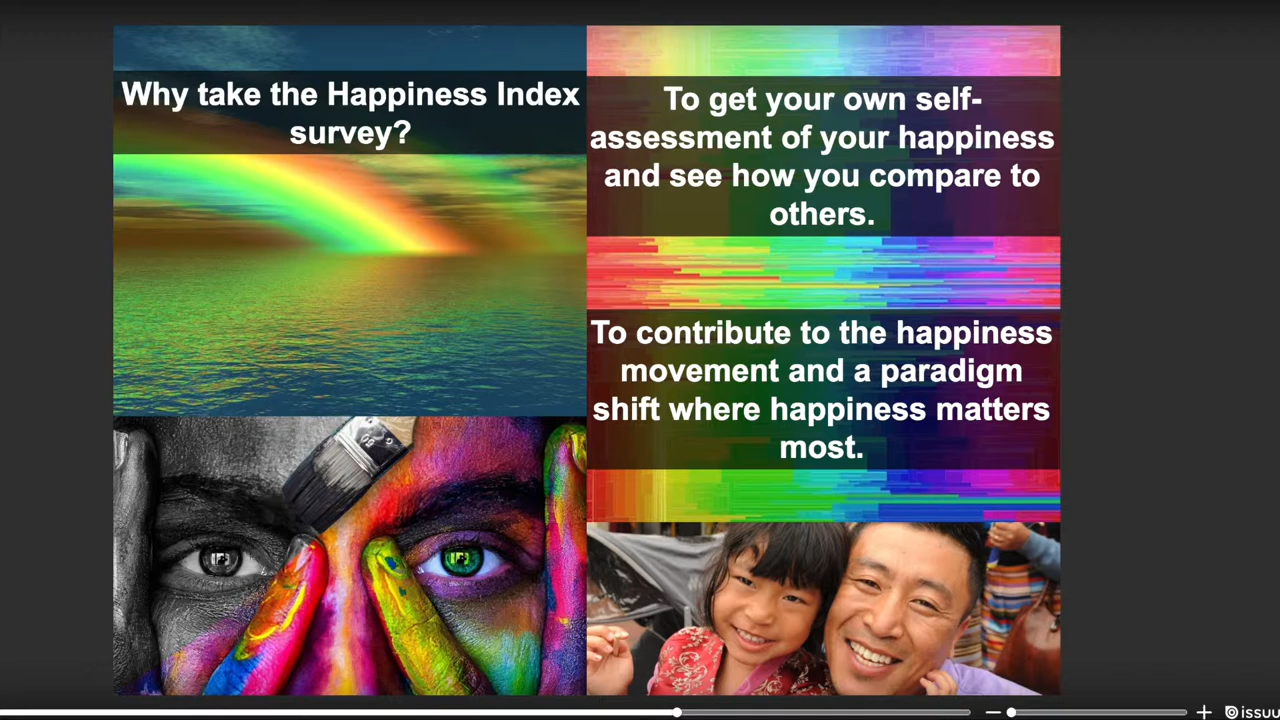 Why take the Happiness Index
survey?
To get your own self-
assessment of your happiness
and see how you compare to
others.
To contribute to the happiness
movement and a paradigm
shift where happiness matters
most.
issuu